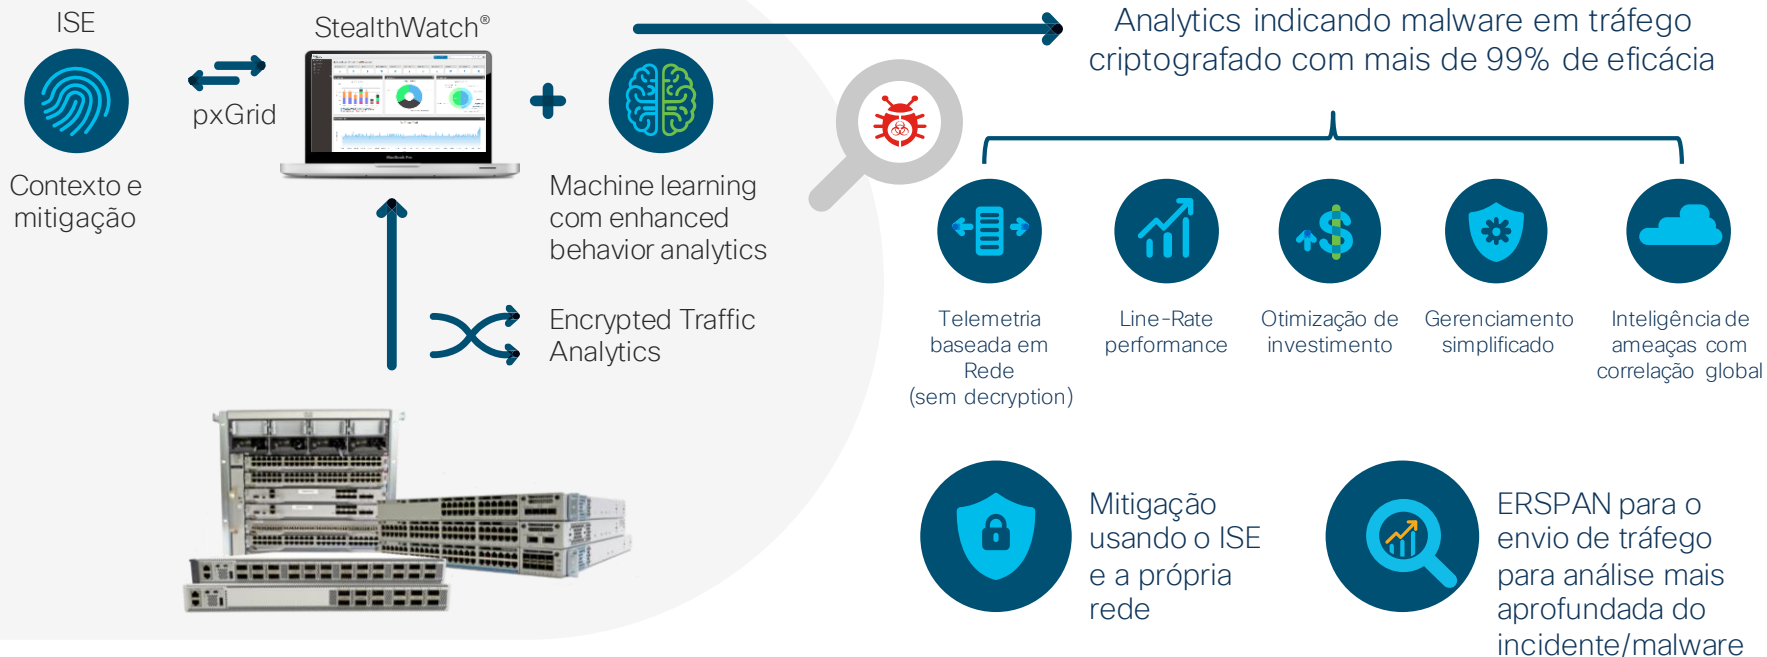 ISE
StealthWatch®
pxGrid
Contexto e
mitigação
Machine learning
com enhanced
behavior analytics
Encrypted Traffic
Analytics
Analytics indicando malware em tráfego
criptografado com mais de 99% de eficácia
Telemetria
baseada em
Rede
(sem decryption)
Line-Rate
performance
Otimização de
investimento
Gerenciamento
simplificado
Inteligência de
ameaças com
correlação global
Mitigação
usando o ISE
e a própria
rede
ERSPAN para o
envio de tráfego
para análise mais
aprofundada do
incidente/malware
MacBook Pro